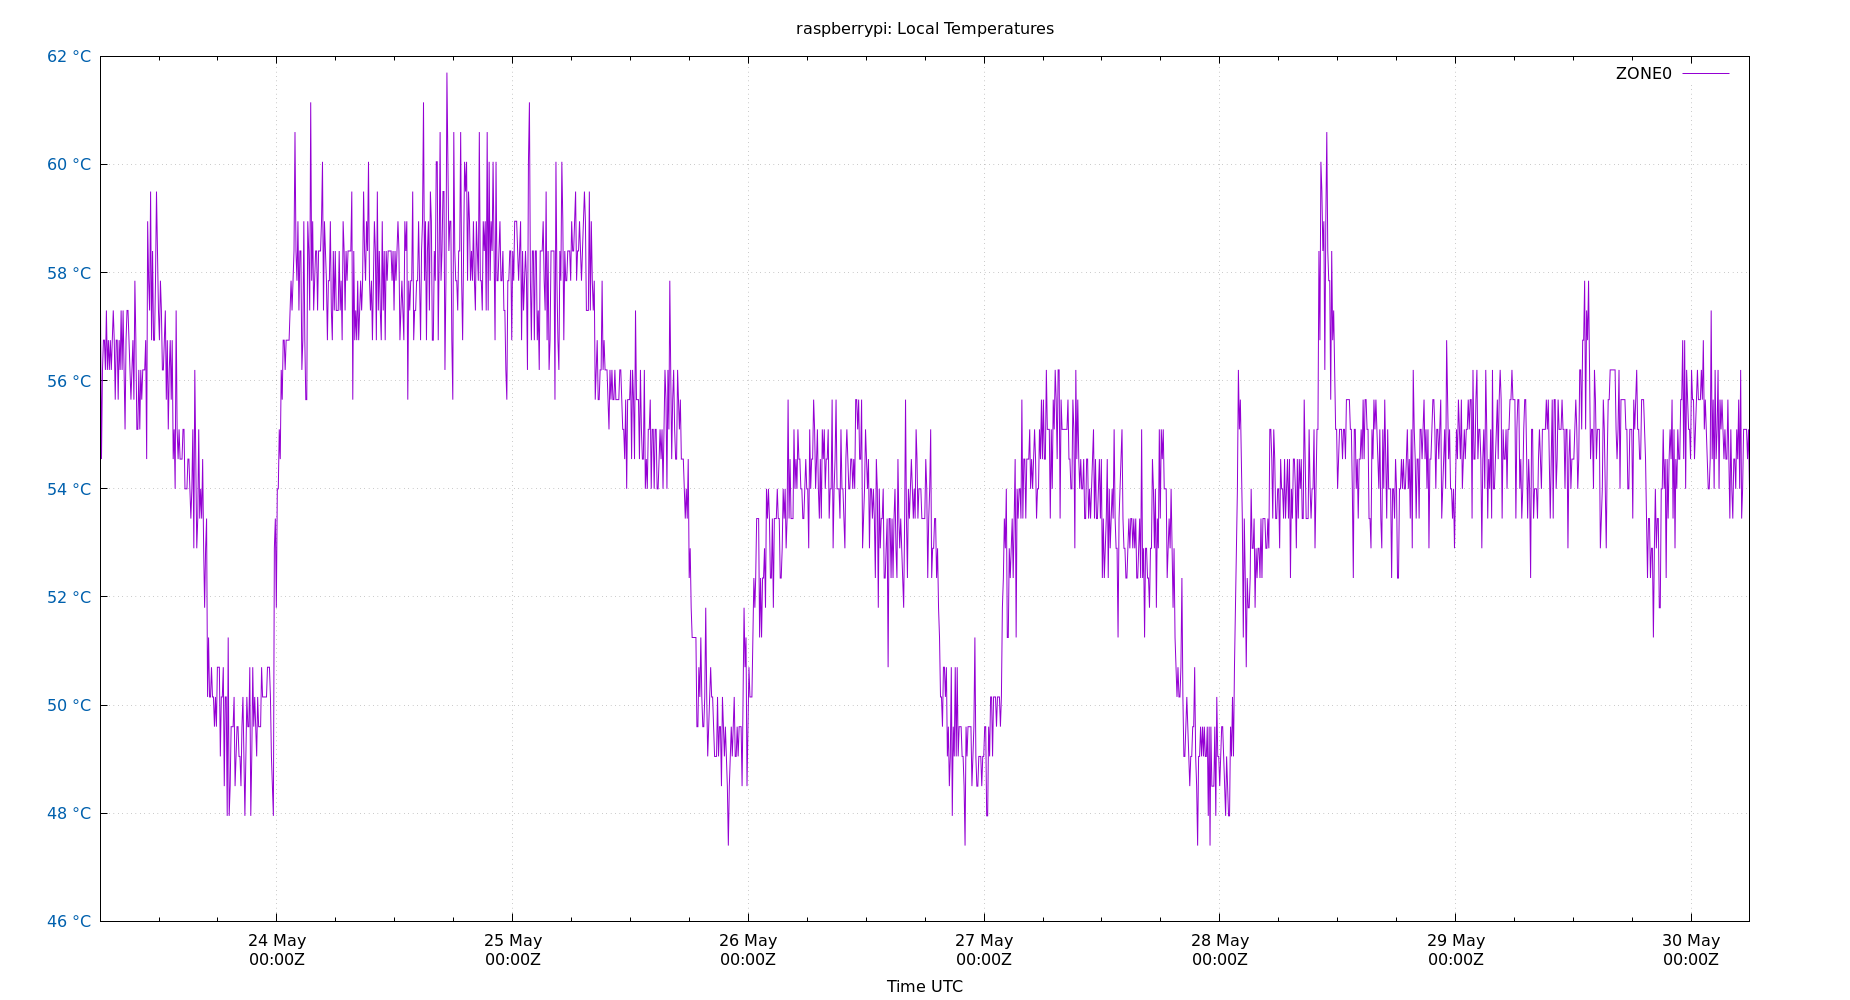 raspberrypi: Local Temperatures
62 °C
ZONE0
60 °C
58 °C
56 °C
54 °C
52 °C
50 °C
48 °C
46 °C
24 May 25 May 26 May 27 May 28 May 29 May 30 May
00:00Z 00:00Z 00:00Z 00:00Z 00:00Z 00:00Z 00:00Z
Time UTC